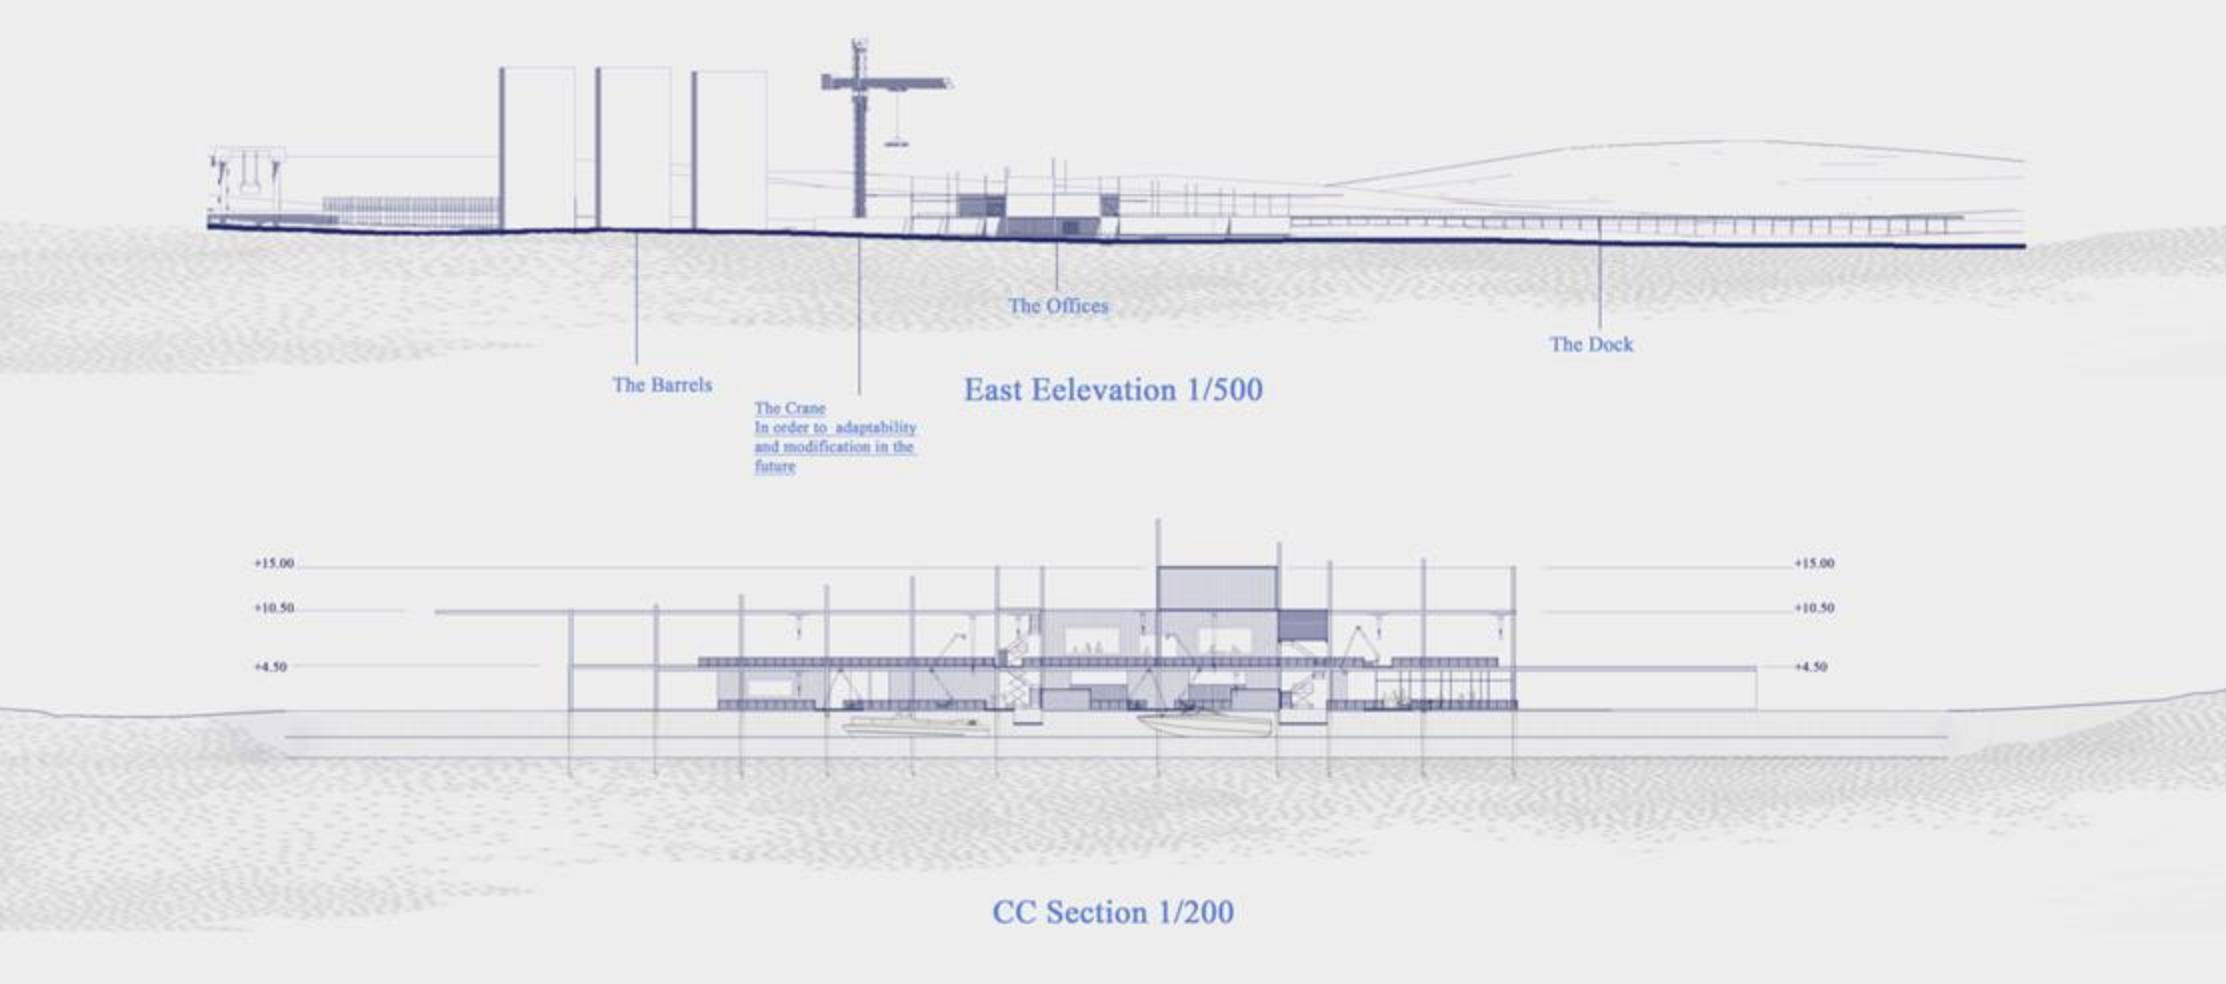 The Offices
The Dock
The Barrels
East Eelevation 1/500
The Crane
In order to adaptability
and modification in the
future
+15.00
+15.00
+10.50
+10.50
+4.50
+4.50
CC Section 1/200